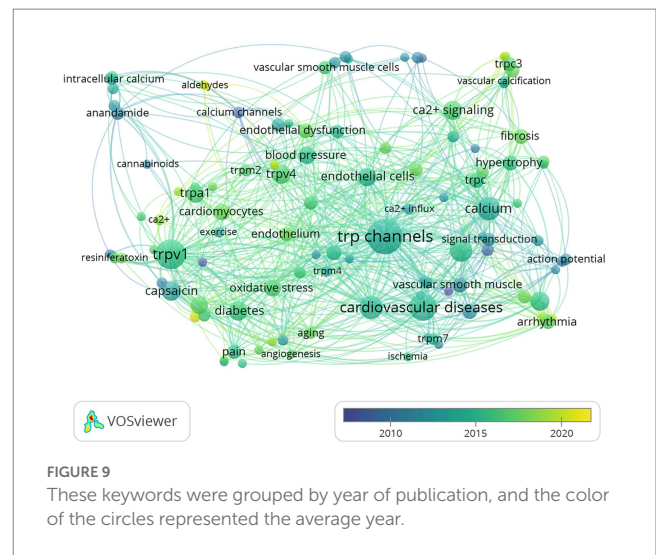 vascular smooth muscle cells
trpc3
intracellular calcium
aldehydes
vascular calcification
anandamide
calcium channels
ca2+ signaling
endothelial dysfunction
fibrosis
blood pressure
cannabinoids
trpm2
trpv4
endothelial cells
hypertrophy
trpc
trpa1
ca2+
cardiomyocytes
ca2+ influx
calcium
exercise
endothelium
trp channels
signal transduction
trpv1
resiniferatoxin
trpm4
action potential
capsaicin
oxidative stress
vascular smooth muscle
diabetes
cardiovascular diseases
arrhythmia
aging
trpm7
pain
angiogenesis
ischemia
VOSviewer
2010 2015 2020
FIGURE 9
These keywords were grouped by year of publication, and the color
of the circles represented the average year.